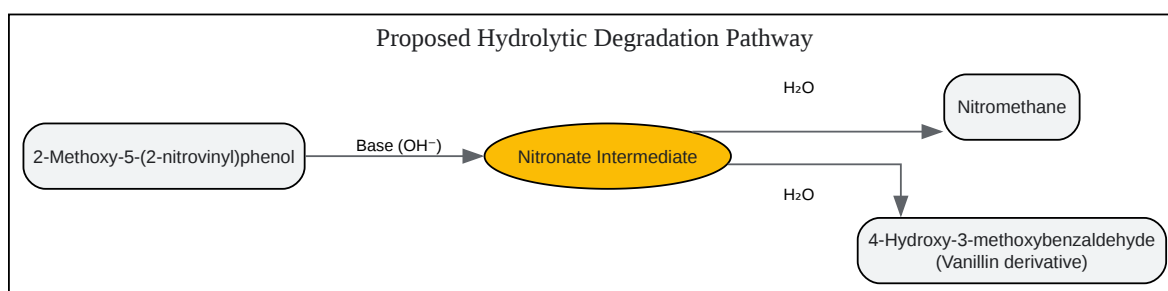 Proposed Hydrolytic Degradation Pathway
H₂O
Nitromethane
2-Methoxy-5-(2-nitrovinyl)phenol
Base (OH⁻)
Nitronate Intermediate
H₂O
4-Hydroxy-3-methoxybenzaldehyde
(Vanillin derivative)